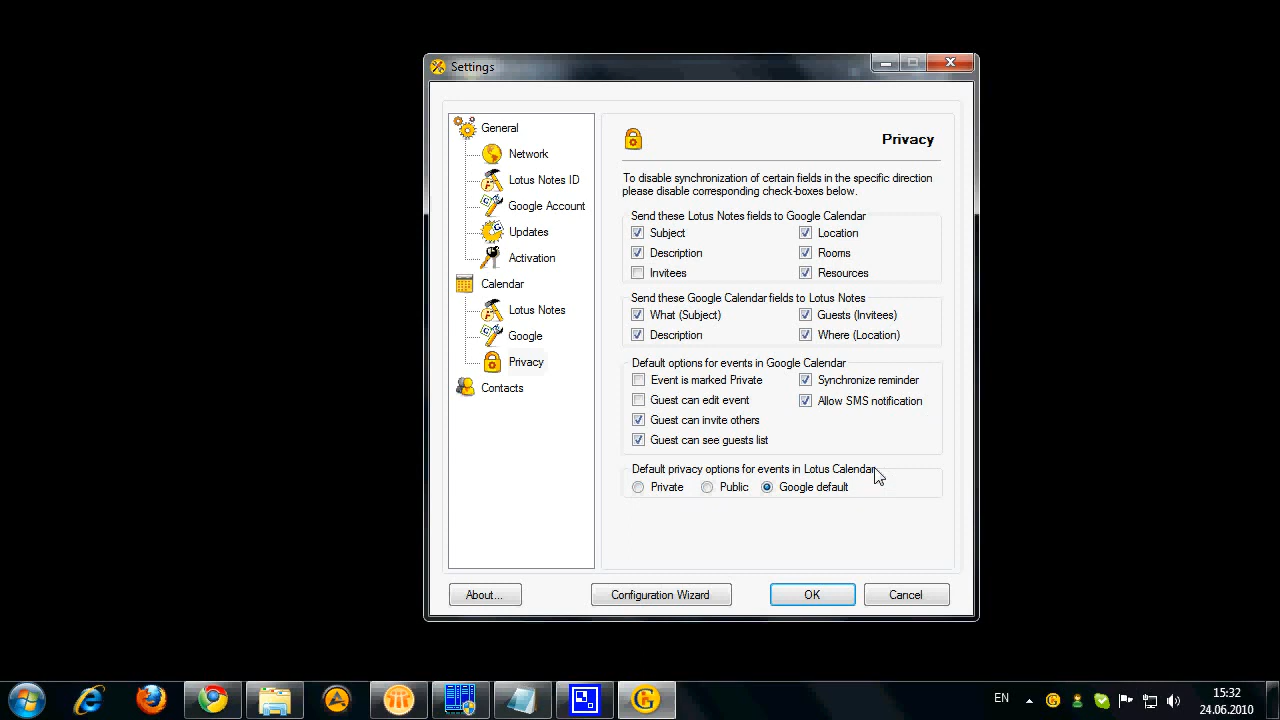 Settings
General
Network
Lotus Notes ID
Google Account
Updates
Activation
Calendar
Lotus Notes
Google
Privacy
Contacts
Privacy
To disable synchronization of certain fields in the specific direction
please disable corresponding check-boxes below.
Send these Lotus Notes fields to Google Calendar
Subject
Location
Description
Rooms
Invitees
Resources
Send these Google Calendar fields to Lotus Notes
What (Subject)
Guests (Invitees)
Description
Where (Location)
Default options for events in Google Calendar
Event is marked Private
Synchronize reminder
Guest can edit event
Allow SMS notification
Guest can invite others
Guest can see guests list
Default privacy options for events in Lotus Calendar
Private
Public
Google default
About...
Configuration Wizard
OK
Cancel
EN
15:32
24.06.2010